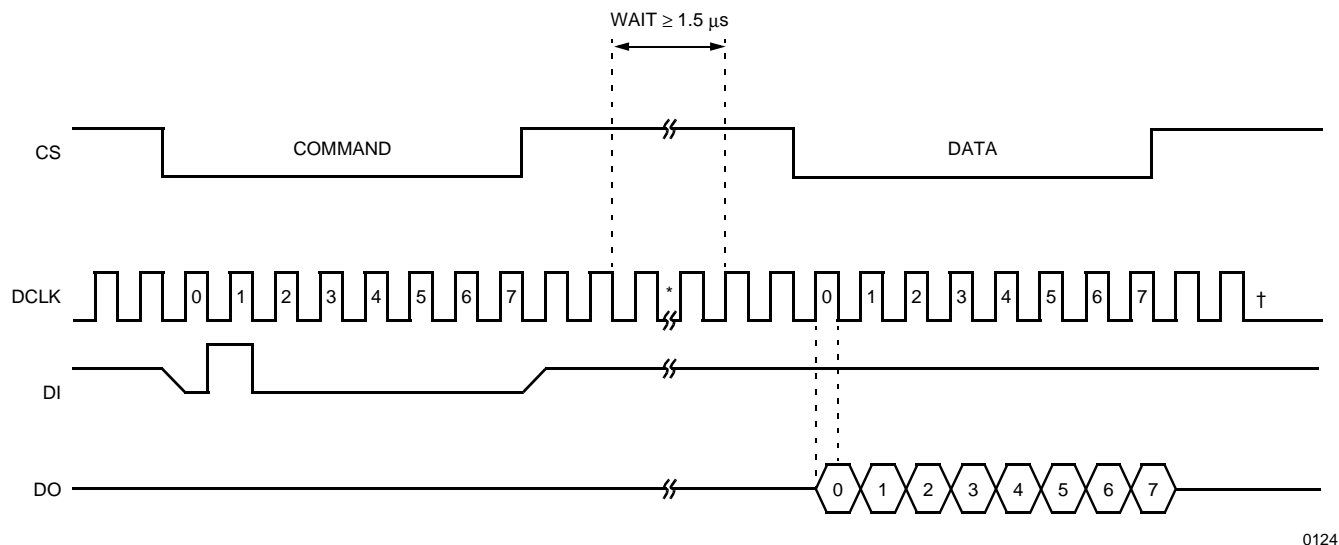 WAIT ≥ 1.5 μs
CS COMMAND DATA
DCLK 0 1 2 3 4 5 6 7 * 0 1 2 3 4 5 6 7 †
DI
DO 0 1 2 3 4 5 6 7
0124